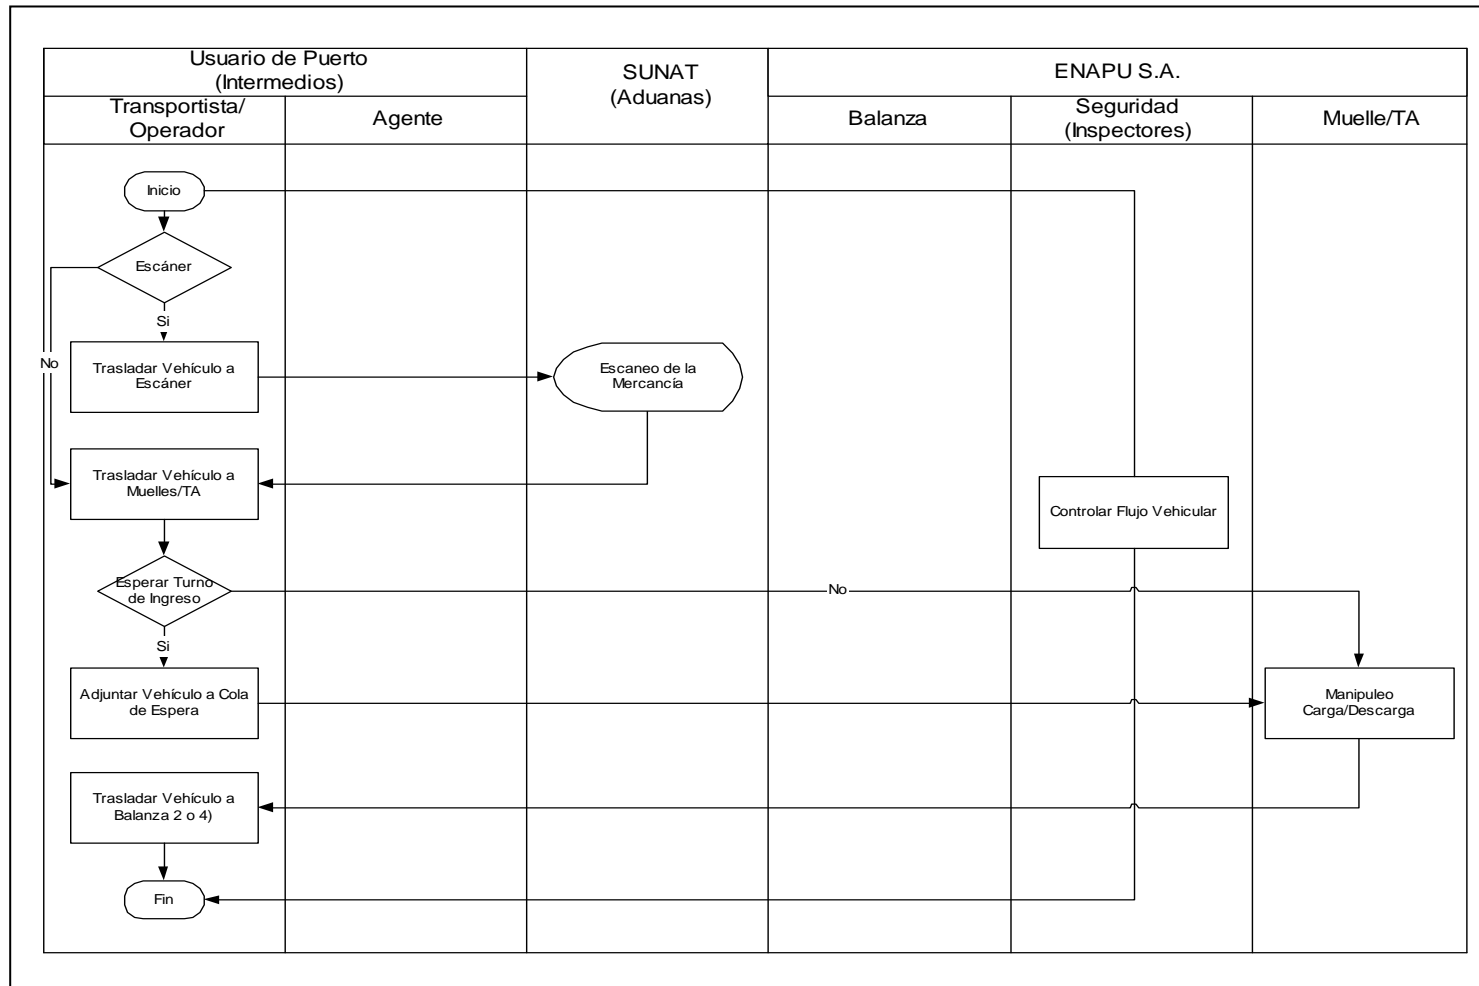 Usuario de Puerto
(Intermedios)
SUNAT
(Aduanas)
ENAPU S.A.
Transportista/
Operador
Agente
Balanza
Seguridad
(Inspectores)
Muelle/TA
Inicio
Escáner
Si
No
Trasladar Vehículo a
Escáner
Escaneo de la
Mercancía
Trasladar Vehículo a
Muelles/TA
Controlar Flujo Vehicular
Esperar Turno
de Ingreso
No
Si
Adjuntar Vehículo a Cola
de Espera
Manipuleo
Carga/Descarga
Trasladar Vehículo a
Balanza 2 o 4)
Fin